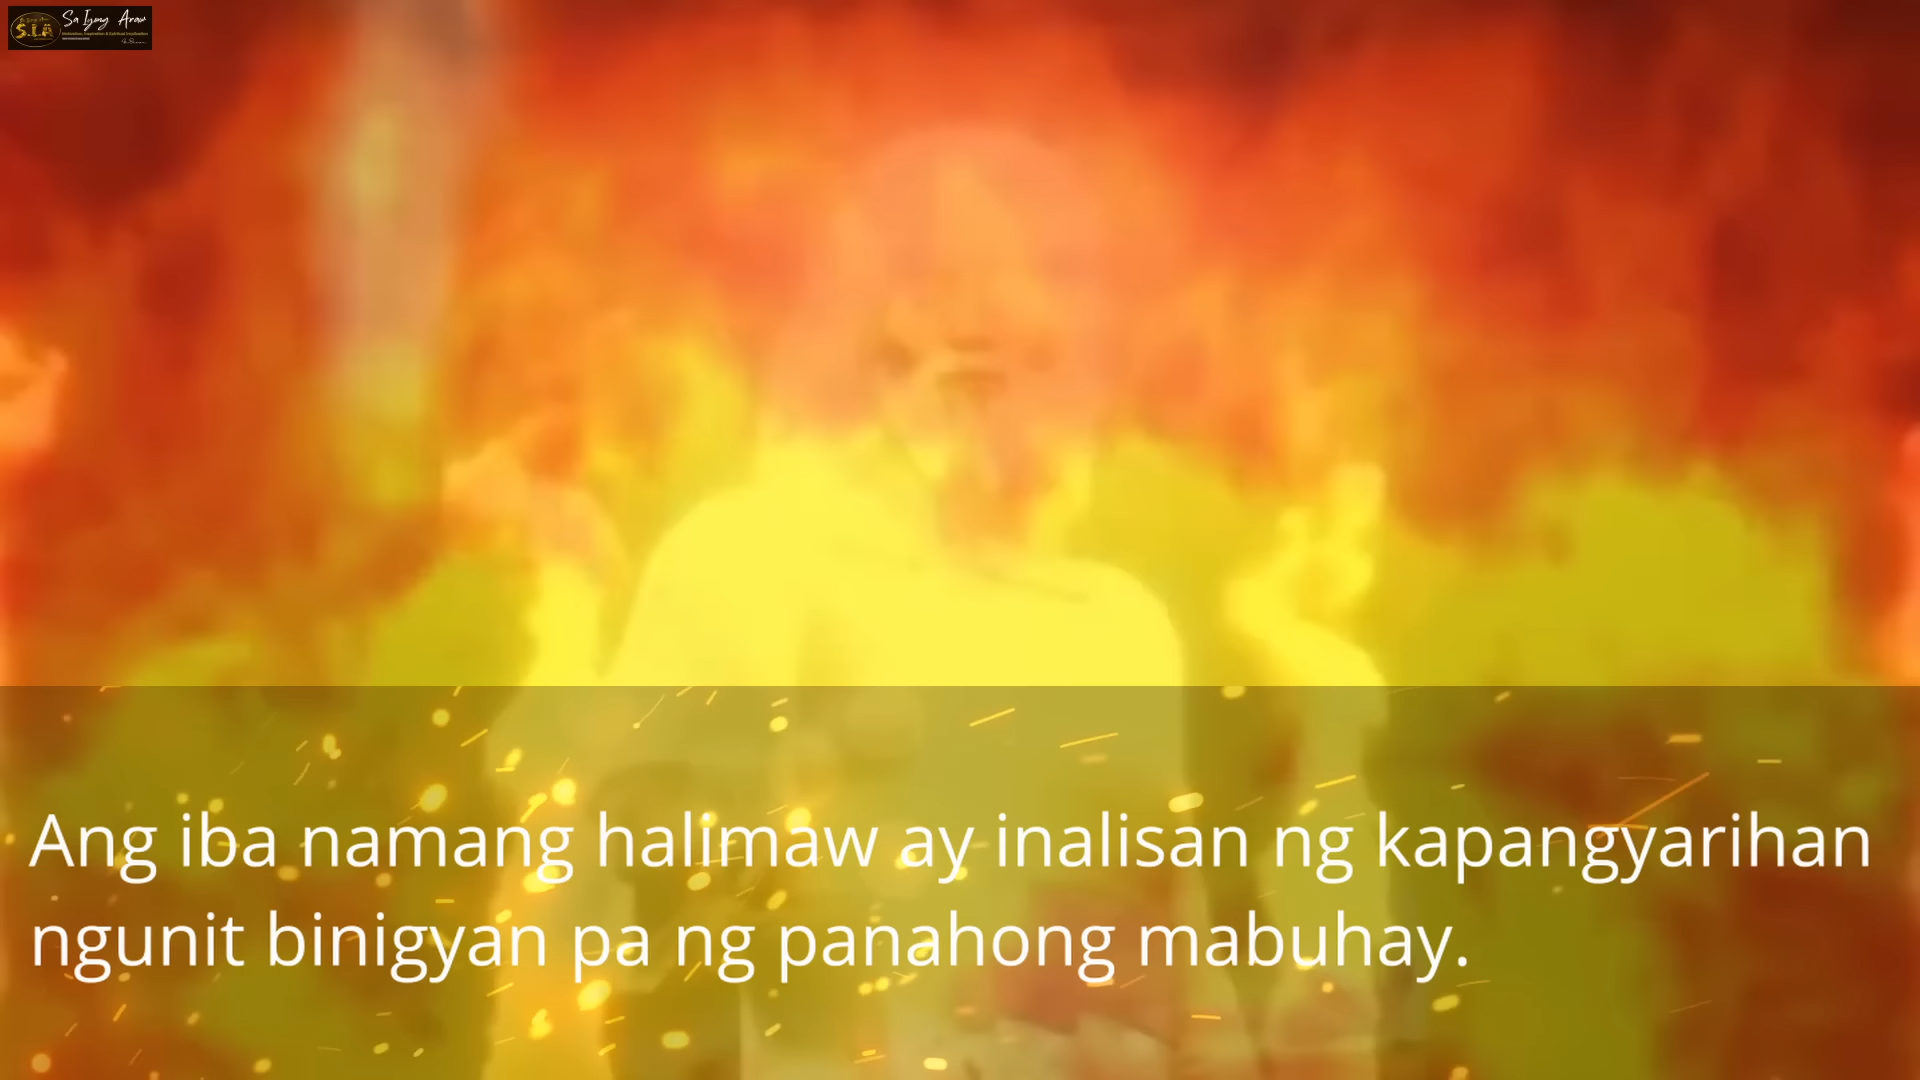 S.I.A
Sa Iyong Araw
Ang iba namang halimaw ay inalisan ng kapangyarihan
ngunit binigyan pa ng panahong mabuhay.